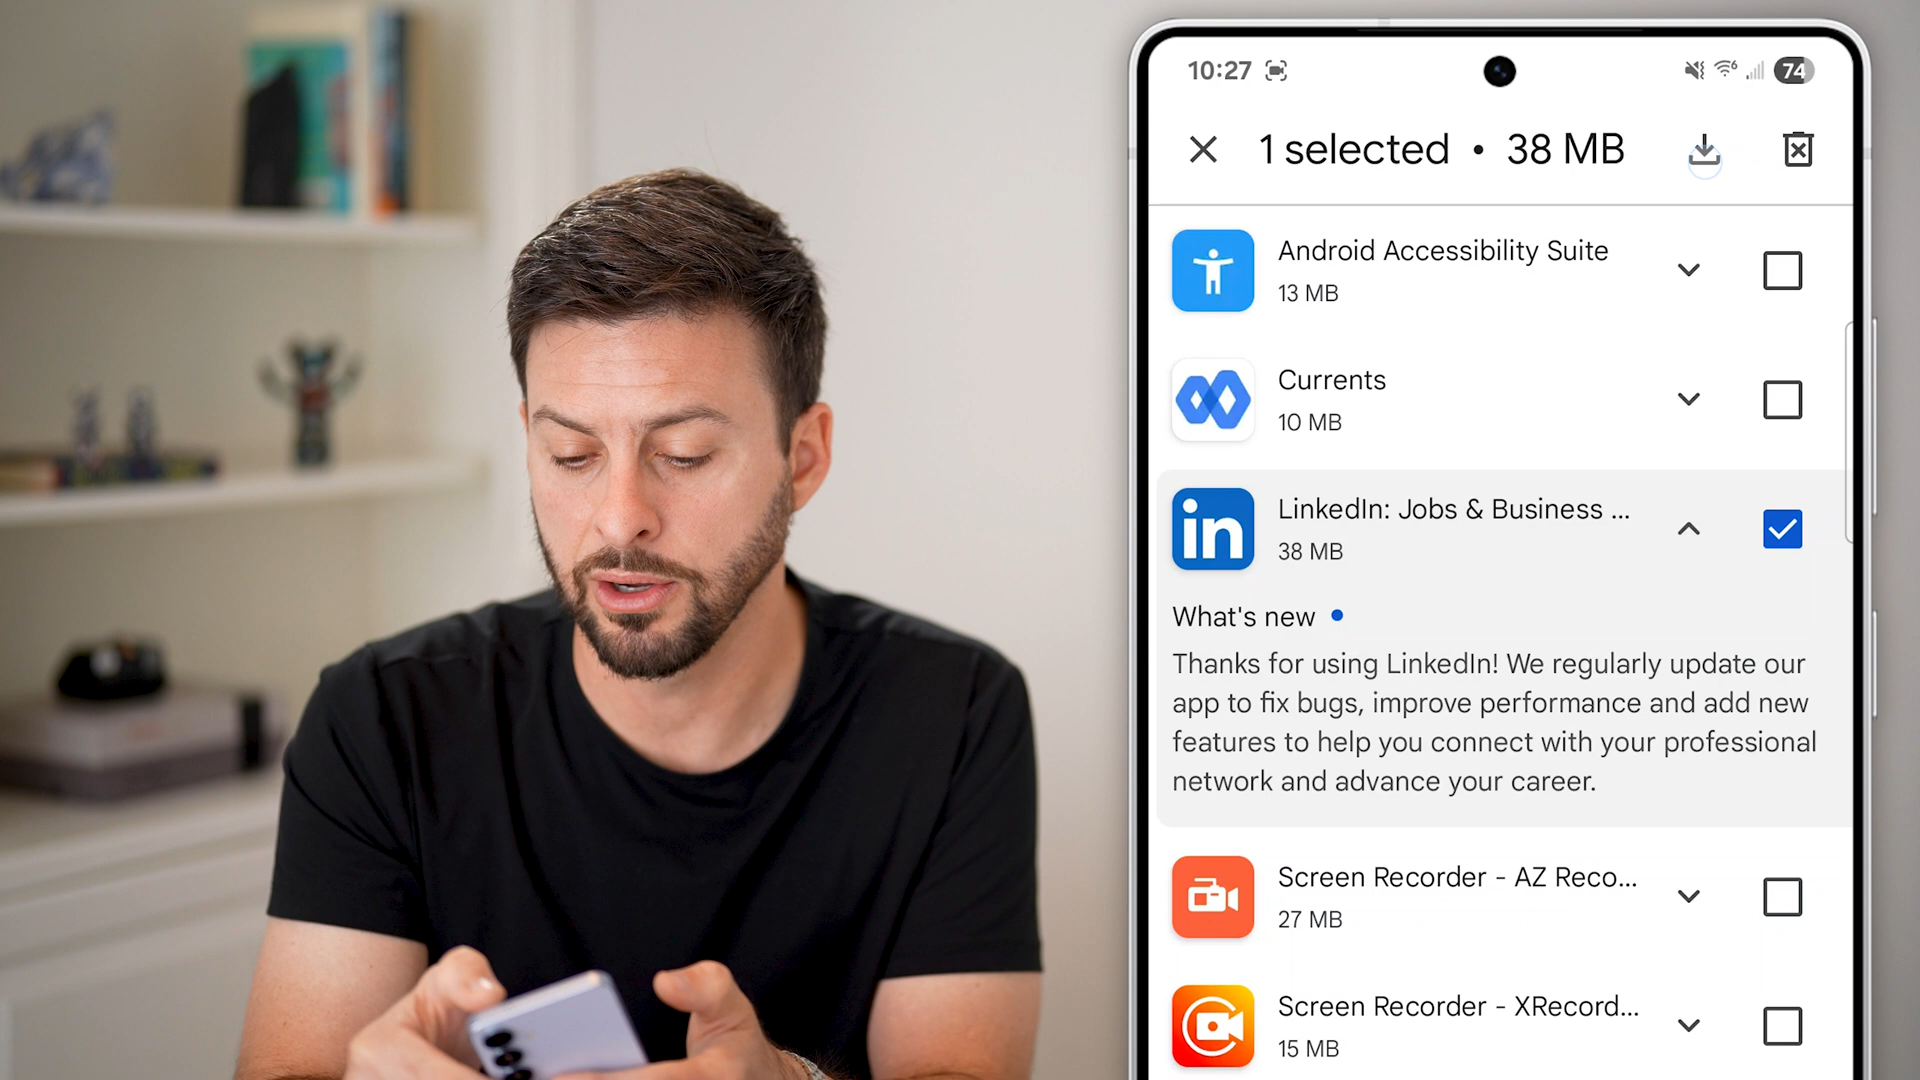 10:27
74
1 selected • 38 MB
Android Accessibility Suite
13 MB
Currents
10 MB
in
LinkedIn: Jobs & Business ...
38 MB
What's new
Thanks for using LinkedIn! We regularly update our
app to fix bugs, improve performance and add new
features to help you connect with your professional
network and advance your career.
Screen Recorder - AZ Reco...
27 MB
Screen Recorder - XRecord...
15 MB